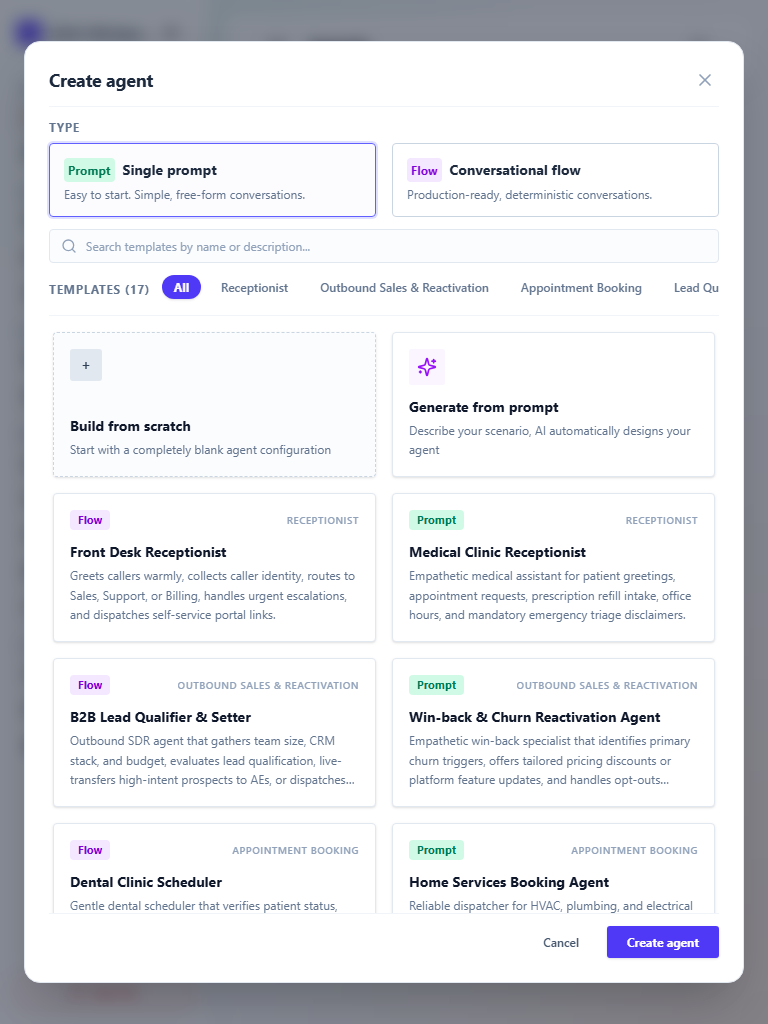 Create agent
TYPE
Prompt Single prompt
Easy to start. Simple, free-form conversations.
Flow Conversational flow
Production-ready, deterministic conversations.
Search templates by name or description...
TEMPLATES (17) All Receptionist Outbound Sales & Reactivation Appointment Booking Lead Qu
+
Build from scratch
Start with a completely blank agent configuration
Generate from prompt
Describe your scenario, AI automatically designs your
agent
Flow RECEPTIONIST
Front Desk Receptionist
Greets callers warmly, collects caller identity, routes to
Sales, Support, or Billing, handles urgent escalations,
and dispatches self-service portal links.
Prompt RECEPTIONIST
Medical Clinic Receptionist
Empathetic medical assistant for patient greetings,
appointment requests, prescription refill intake, office
hours, and mandatory emergency triage disclaimers.
Flow OUTBOUND SALES & REACTIVATION
B2B Lead Qualifier & Setter
Outbound SDR agent that gathers team size, CRM
stack, and budget, evaluates lead qualification, live-
transfers high-intent prospects to AEs, or dispatches...
Prompt OUTBOUND SALES & REACTIVATION
Win-back & Churn Reactivation Agent
Empathetic win-back specialist that identifies primary
churn triggers, offers tailored pricing discounts or
platform feature updates, and handles opt-outs...
Flow APPOINTMENT BOOKING
Dental Clinic Scheduler
Gentle dental scheduler that verifies patient status,
Prompt APPOINTMENT BOOKING
Home Services Booking Agent
Reliable dispatcher for HVAC, plumbing, and electrical
Cancel Create agent